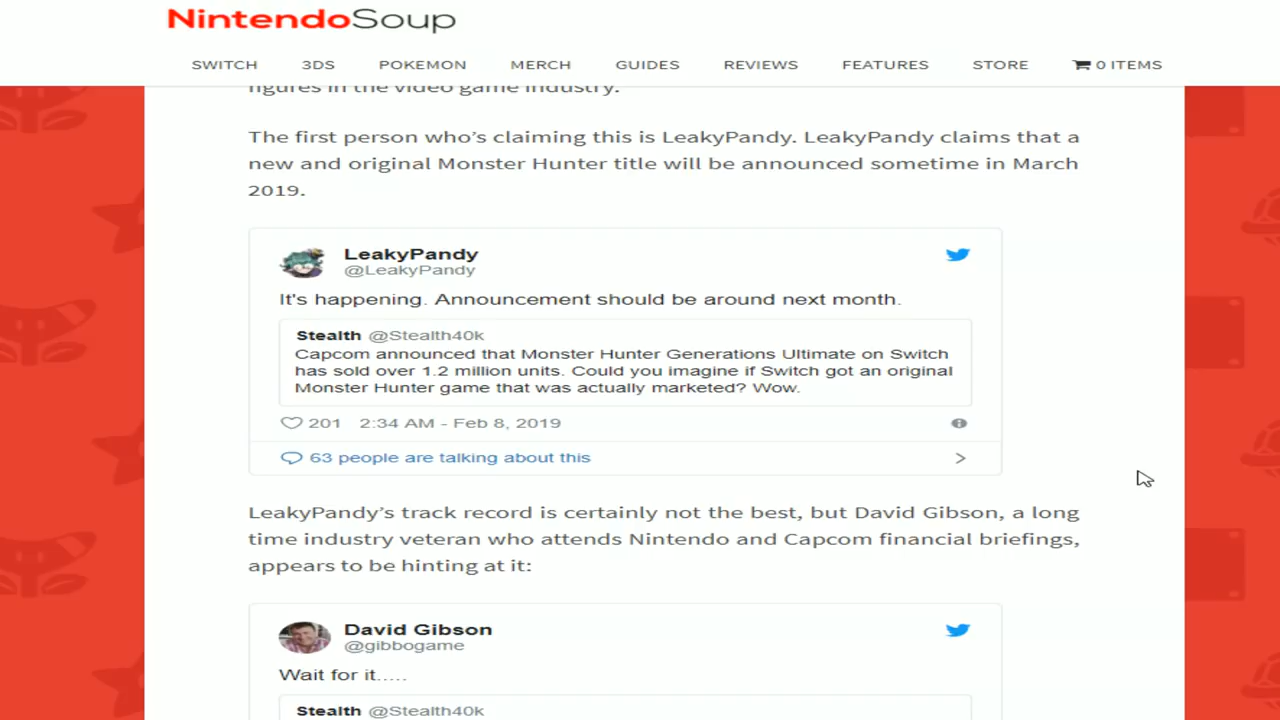 NintendoSoup
SWITCH 3DS POKEMON MERCH GUIDES REVIEWS FEATURES STORE 0 ITEMS
figures in the video game industry.
The first person who's claiming this is LeakyPandy. LeakyPandy claims that a
new and original Monster Hunter title will be announced sometime in March
2019.
LeakyPandy
@LeakyPandy
It's happening. Announcement should be around next month.
Stealth @Stealth40k
Capcom announced that Monster Hunter Generations Ultimate on Switch
has sold over 1.2 million units. Could you imagine if Switch got an original
Monster Hunter game that was actually marketed? Wow.
201 2:34 AM - Feb 8, 2019
63 people are talking about this
LeakyPandy's track record is certainly not the best, but David Gibson, a long
time industry veteran who attends Nintendo and Capcom financial briefings,
appears to be hinting at it:
David Gibson
@gibbogame
Wait for it.....
Stealth @Stealth40k